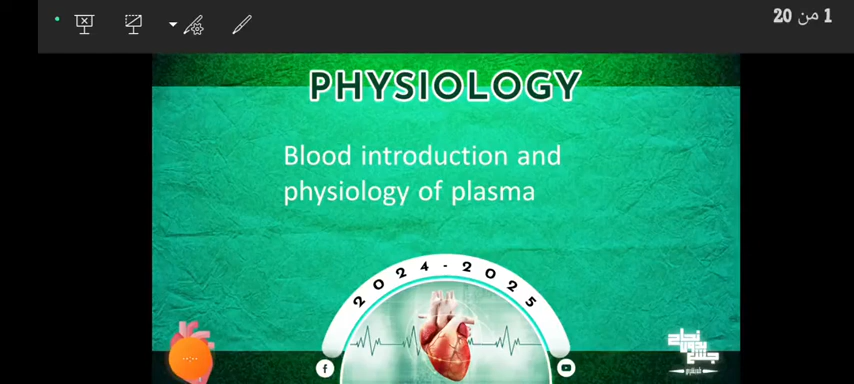 1 من 20
PHYSIOLOGY
Blood introduction and
physiology of plasma
2024-2025